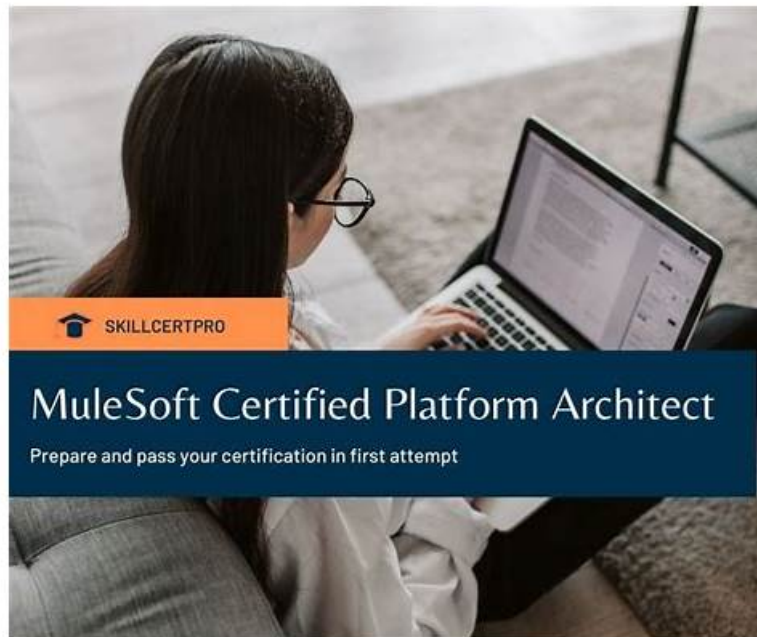 SKILLCERTPRO
MuleSoft Certified Platform Architect
Prepare and pass your certification in first attempt